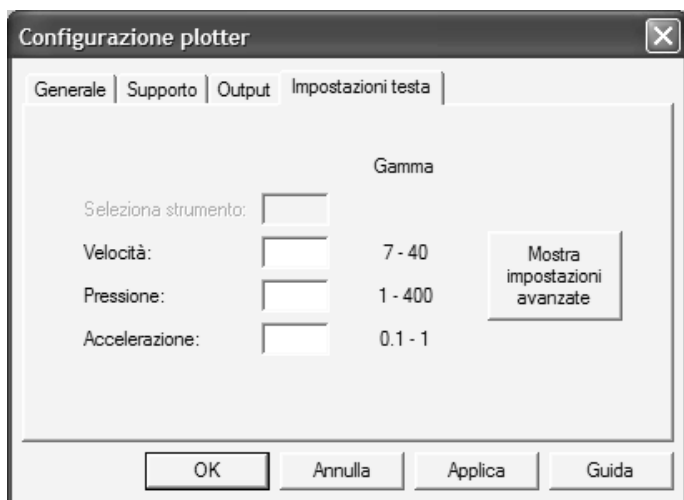 Configurazione plotter
Generale Supporto Output Impostazioni testa
Gamma
Seleziona strumento:
Velocità: 7 - 40
Pressione: 1 - 400
Accelerazione: 0.1 - 1
Mostra
impostazioni
avanzate
OK Annulla Applica Guida